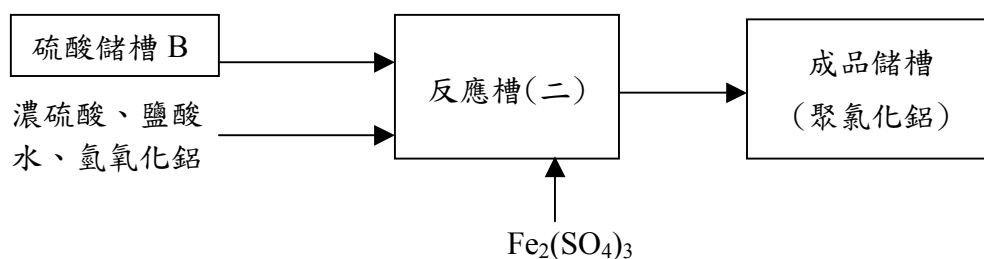 硫酸儲槽 B
濃硫酸、鹽酸
水、氫氧化鋁
反應槽(二)
成品儲槽
（聚氯化鋁）
Fe₂(SO₄)₃